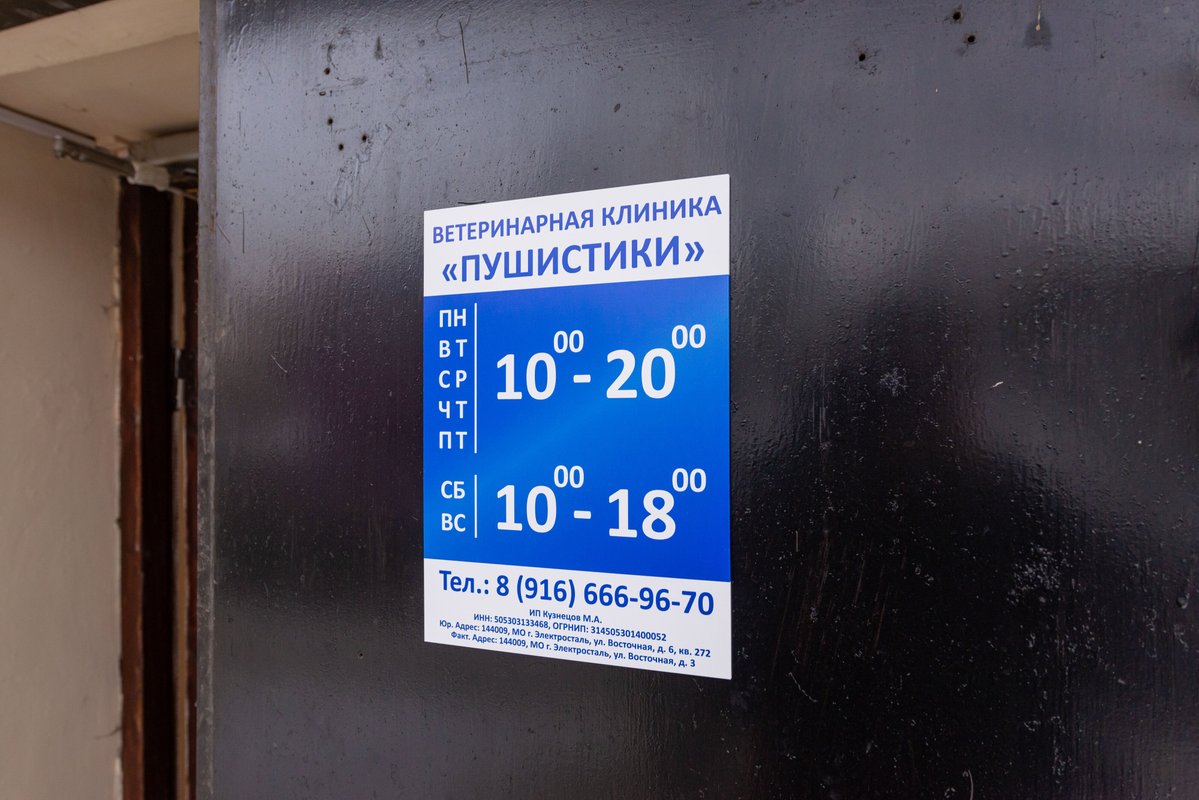 ВЕТЕРИНАРНАЯ КЛИНИКА
«ПУШИСТИКИ»
ПН
ВТ
СР
ЧТ
ПТ
10⁰⁰ - 20⁰⁰
СБ
ВС
10⁰⁰ - 18⁰⁰
Тел.: 8 (916) 666-96-70
ИП Кузнецов М.А.
ИНН: 505303133468, ОГРНИП: 314505301400052
Юр. Адрес: 144009, МО г. Электросталь, ул. Восточная, д. 6, кв. 272
Факт. Адрес: 144009, МО г. Электросталь, ул. Восточная, д. 3